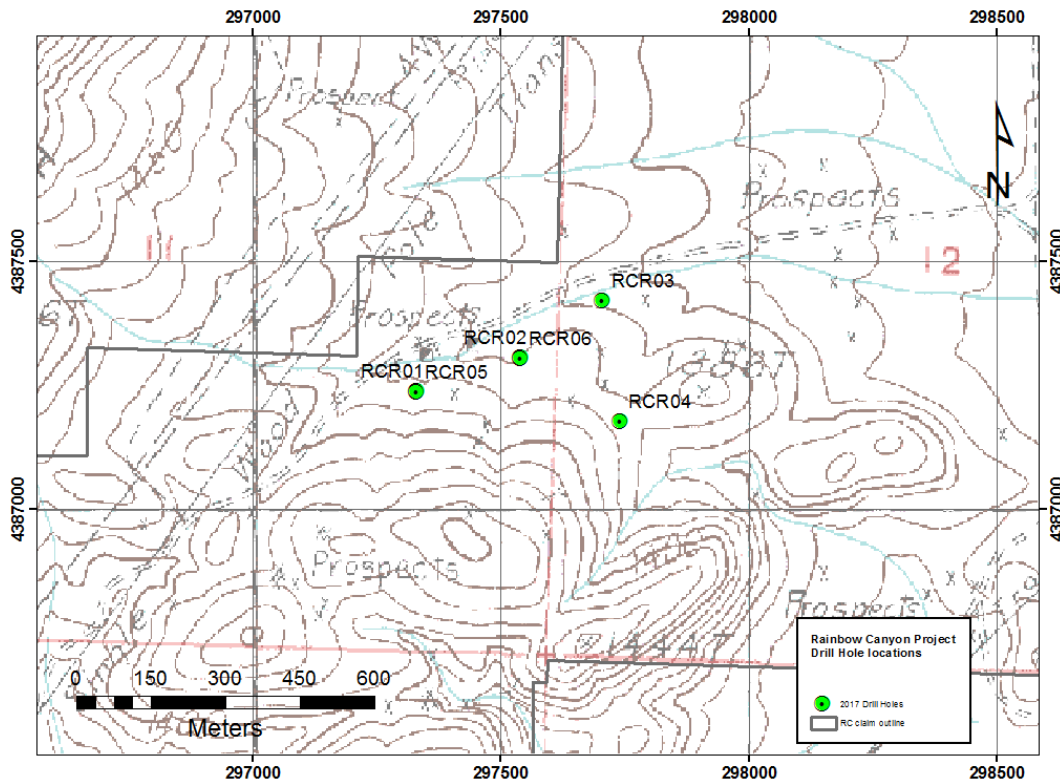 297000 297500 298000 298500
Prospect
Prospects
N
11
4387500 4387500
12
RCR03
Prospects
RCR02 RCR06
RCR01 RCR05
RCR04
4387000 4387000
Prospects
Prospects
Rainbow Canyon Project
Drill Hole locations
0 150 300 450 600
2017 Drill Holes
RC claim outline
Meters
297000 297500 298000 298500